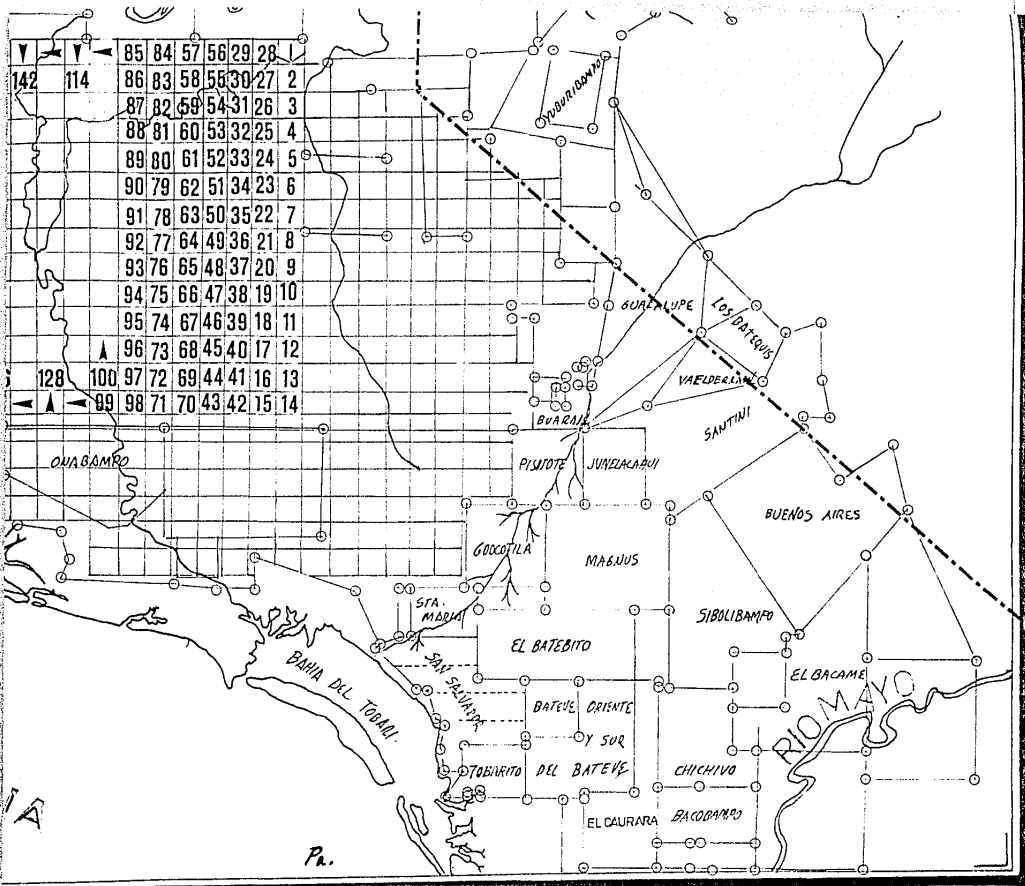 85 84 57 56 29 28 1
142 114 86 83 58 55 30 27 2
87 82 59 54 31 26 3
88 81 60 53 32 25 4
89 80 61 52 33 24 5
90 79 62 51 34 23 6
91 78 63 50 35 22 7
92 77 64 49 36 21 8
93 76 65 48 37 20 9
94 75 66 47 38 19 10
95 74 67 46 39 18 11
96 73 68 45 40 17 12
128 100 97 72 69 44 41 16 13
99 98 71 70 43 42 15 14
YUBURIBAMPO
GUADALUPE
LOS BATEQUIS
SANTINI
PISITOTE
ONABAMPO
BUENOS AIRES
MAGNUS
STA.
MARIA
SIBOLIBAMPO
EL BATEBITO
EL BACAME
SAN SALVADOR
BAHIA DEL TOBARI.
RIO MAYO
BATEVE ORIENTE
Y SUR
TOBARITO DEL BATEVE
CHICHIVO
EL CAURARA
BACOBAMPO
IA
Pa.